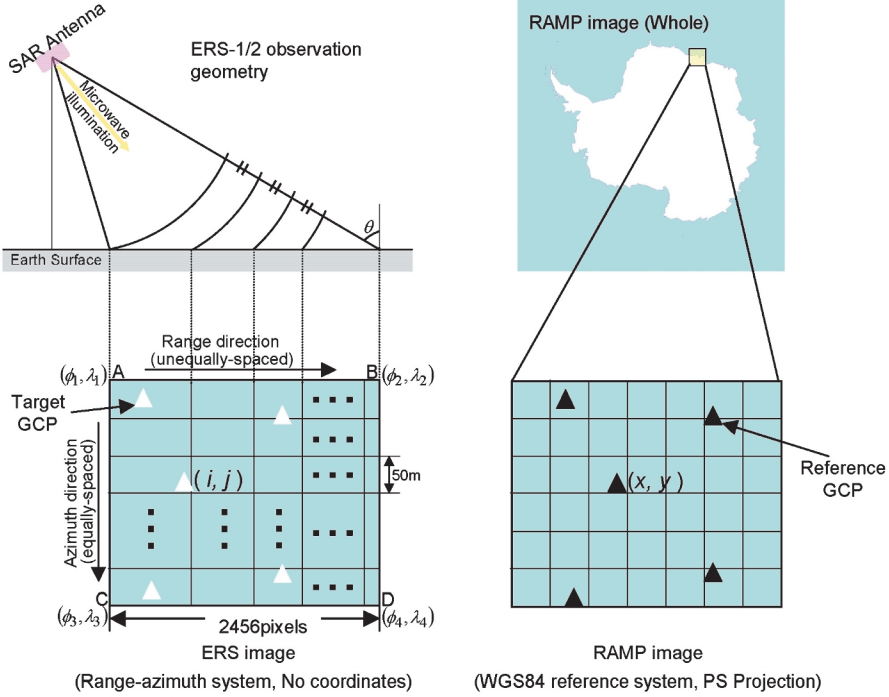 SAR Antenna
ERS-1/2 observation
geometry
Microwave
illumination
θ
Earth Surface
RAMP image (Whole)
Range direction
(unequally-spaced)
(ϕ₁, λ₁)
A
B
(ϕ₂, λ₂)
Target
GCP
Azimuth direction
(equally-spaced)
(i, j)
50m
C
(ϕ₃, λ₃)
D
(ϕ₄, λ₄)
2456pixels
ERS image
(Range-azimuth system, No coordinates)
(x, y)
Reference
GCP
RAMP image
(WGS84 reference system, PS Projection)